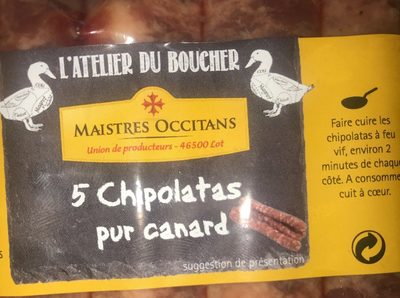 L'ATELIER DU BOUCHER
MAISTRES OCCITANS
Union de producteurs - 46500 Lot
5 Chipolatas
pur canard
suggestion de présentation
Faire cuire les
chipolatas à feu
vif, environ 2
minutes de chaque
côté. A consomme
cuit à cœur.